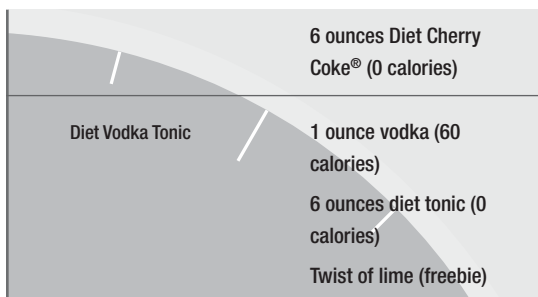 6 ounces Diet Cherry
Coke® (0 calories)
Diet Vodka Tonic
1 ounce vodka (60
calories)
6 ounces diet tonic (0
calories)
Twist of lime (freebie)